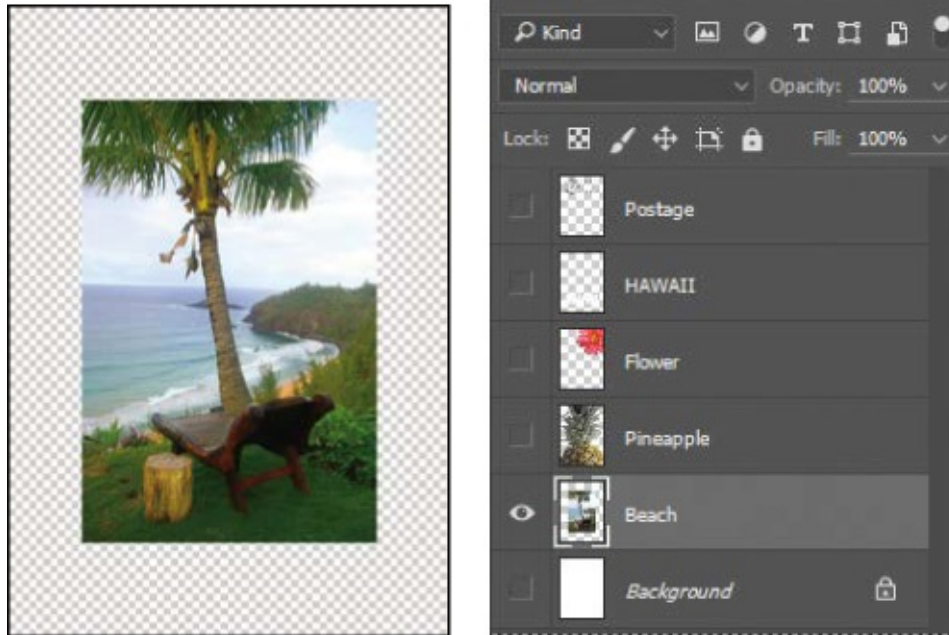 Kind
Normal Opacity: 100%
Lock: Fill: 100%
Postage
HAWAII
Flower
Pineapple
Beach
Background